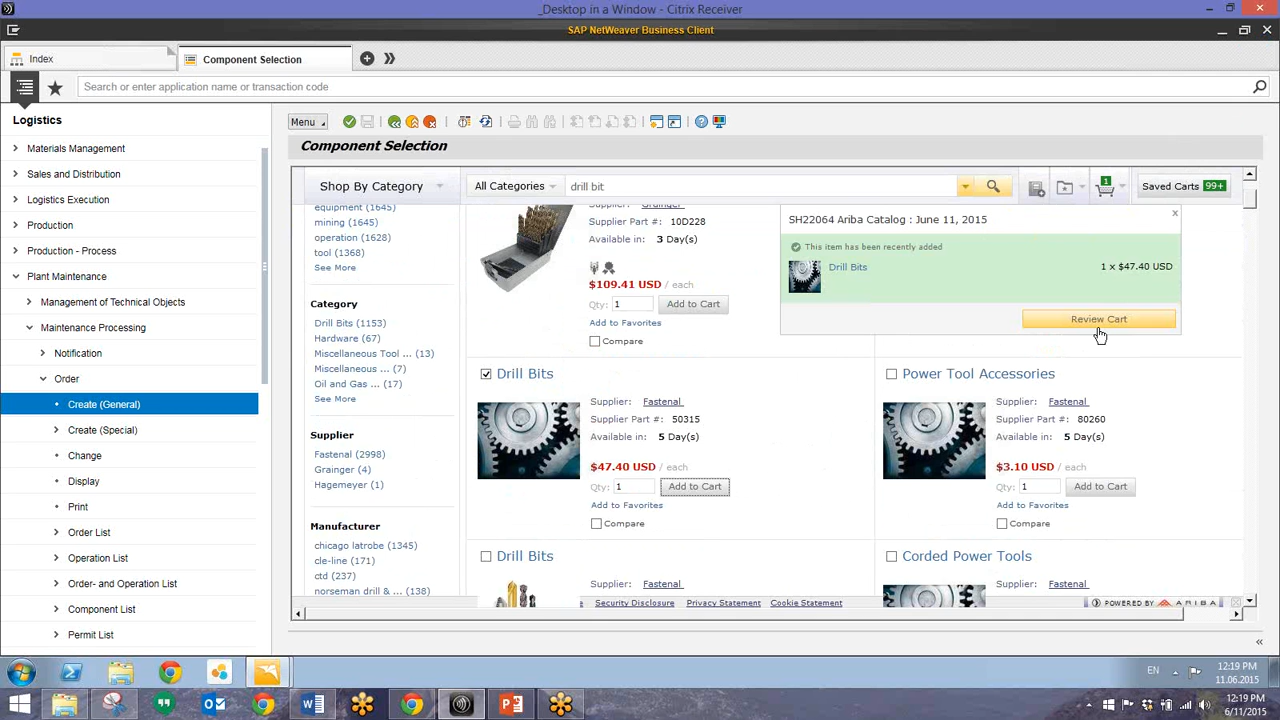 _Desktop in a Window - Citrix Receiver
SAP NetWeaver Business Client
Index
Component Selection
Search or enter application name or transaction code
Logistics
Materials Management
Sales and Distribution
Logistics Execution
Production
Production - Process
Plant Maintenance
Management of Technical Objects
Maintenance Processing
Notification
Order
Create (General)
Create (Special)
Change
Display
Print
Order List
Operation List
Order- and Operation List
Component List
Permit List
Menu
Component Selection
Shop By Category
All Categories
drill bit
1
Saved Carts 99+
equipment (1645)
mining (1645)
operation (1628)
tool (1368)
See More
Category
Drill Bits (1153)
Hardware (67)
Miscellaneous Tool ... (13)
Miscellaneous ... (7)
Oil and Gas ... (17)
See More
Supplier
Fastenal (2998)
Grainger (4)
Hagemeyer (1)
Manufacturer
chicago latrobe (1345)
cle-line (171)
ctd (237)
norseman drill & ... (138)
Supplier: Grainger
Supplier Part #: 10D228
Available in: 3 Day(s)
$109.41 USD / each
Qty: 1 Add to Cart
Add to Favorites
Compare
SH22064 Ariba Catalog : June 11, 2015
x
This item has been recently added
Drill Bits 1 x $47.40 USD
Review Cart
Drill Bits
Supplier: Fastenal
Supplier Part #: 50315
Available in: 5 Day(s)
$47.40 USD / each
Qty: 1 Add to Cart
Add to Favorites
Compare
Power Tool Accessories
Supplier: Fastenal
Supplier Part #: 80260
Available in: 5 Day(s)
$3.10 USD / each
Qty: 1 Add to Cart
Add to Favorites
Compare
Drill Bits
Supplier: Fastenal
Corded Power Tools
Supplier: Fastenal
Security Disclosure Privacy Statement Cookie Statement
POWERED BY ARIBA
EN
12:19 PM
11.06.2015
12:19 PM
6/11/2015